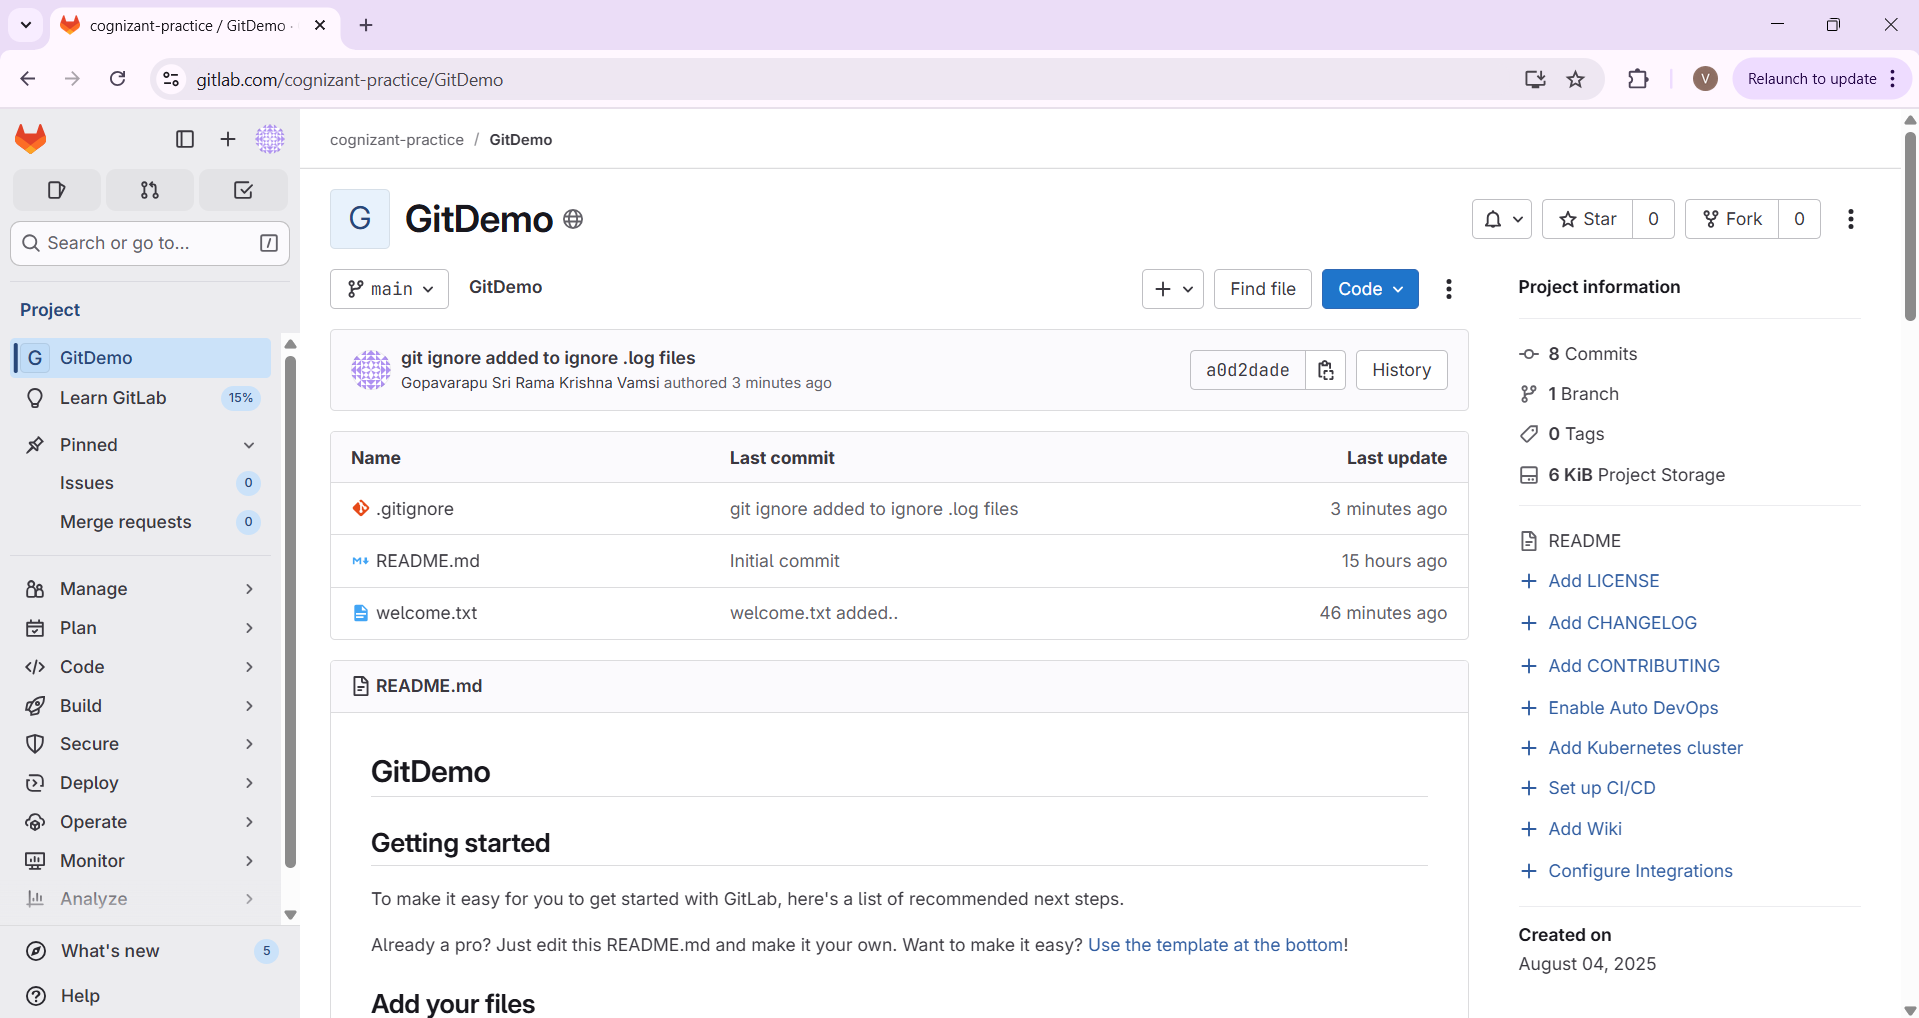 cognizant-practice / GitDemo ·
gitlab.com/cognizant-practice/GitDemo
V
Relaunch to update
Search or go to...
/
Project
G GitDemo
Learn GitLab 15%
Pinned
Issues 0
Merge requests 0
Manage
Plan
Code
Build
Secure
Deploy
Operate
Monitor
Analyze
What's new 5
Help
cognizant-practice / GitDemo
G GitDemo
Star 0
Fork 0
main
GitDemo
Find file
Code
git ignore added to ignore .log files
Gopavarapu Sri Rama Krishna Vamsi authored 3 minutes ago
a0d2dade
History
Name Last commit Last update
.gitignore git ignore added to ignore .log files 3 minutes ago
README.md Initial commit 15 hours ago
welcome.txt welcome.txt added.. 46 minutes ago
README.md
GitDemo
Getting started
To make it easy for you to get started with GitLab, here's a list of recommended next steps.
Already a pro? Just edit this README.md and make it your own. Want to make it easy? Use the template at the bottom!
Add your files
Project information
8 Commits
1 Branch
0 Tags
6 KiB Project Storage
README
Add LICENSE
Add CHANGELOG
Add CONTRIBUTING
Enable Auto DevOps
Add Kubernetes cluster
Set up CI/CD
Add Wiki
Configure Integrations
Created on
August 04, 2025